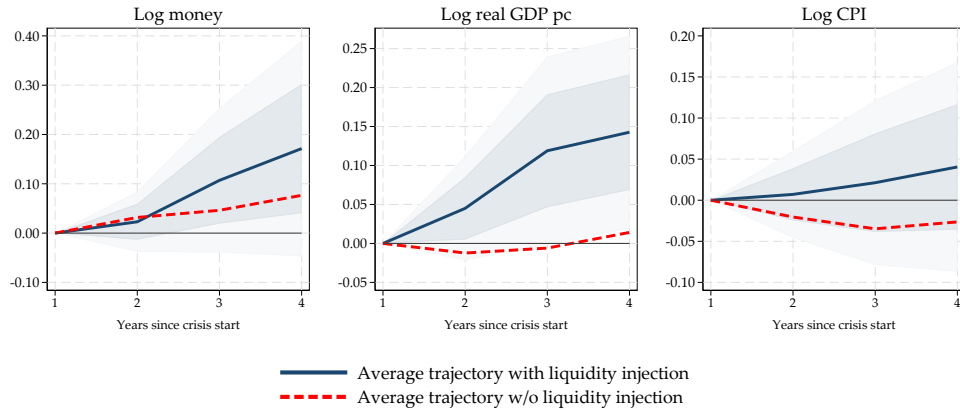 Log money
0.40
0.30
0.20
0.10
0.00
-0.10
1 2 3 4
Years since crisis start
Log real GDP pc
0.25
0.20
0.15
0.10
0.05
0.00
-0.05
1 2 3 4
Years since crisis start
Log CPI
0.20
0.15
0.10
0.05
0.00
-0.05
-0.10
1 2 3 4
Years since crisis start
Average trajectory with liquidity injection
Average trajectory w/o liquidity injection